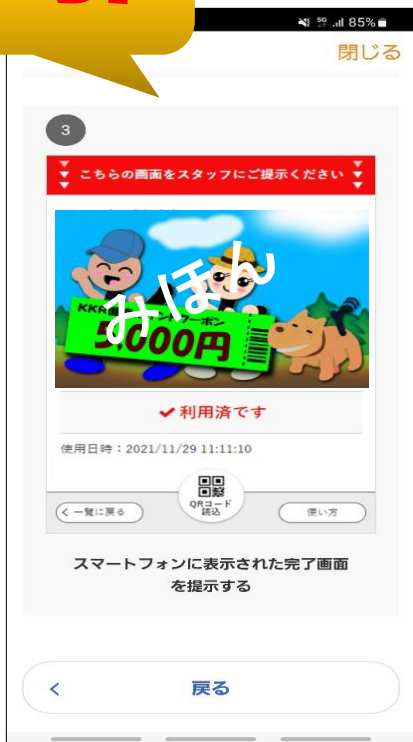 5G 85%
閉じる
3
こちらの画面をスタッフにご提示ください
みほん
5,000円
利用済です
使用日時：2021/11/29 11:11:10
QRコード
読込
く 一覧に戻る
使い方
スマートフォンに表示された完了画面
を提示する
く 戻る